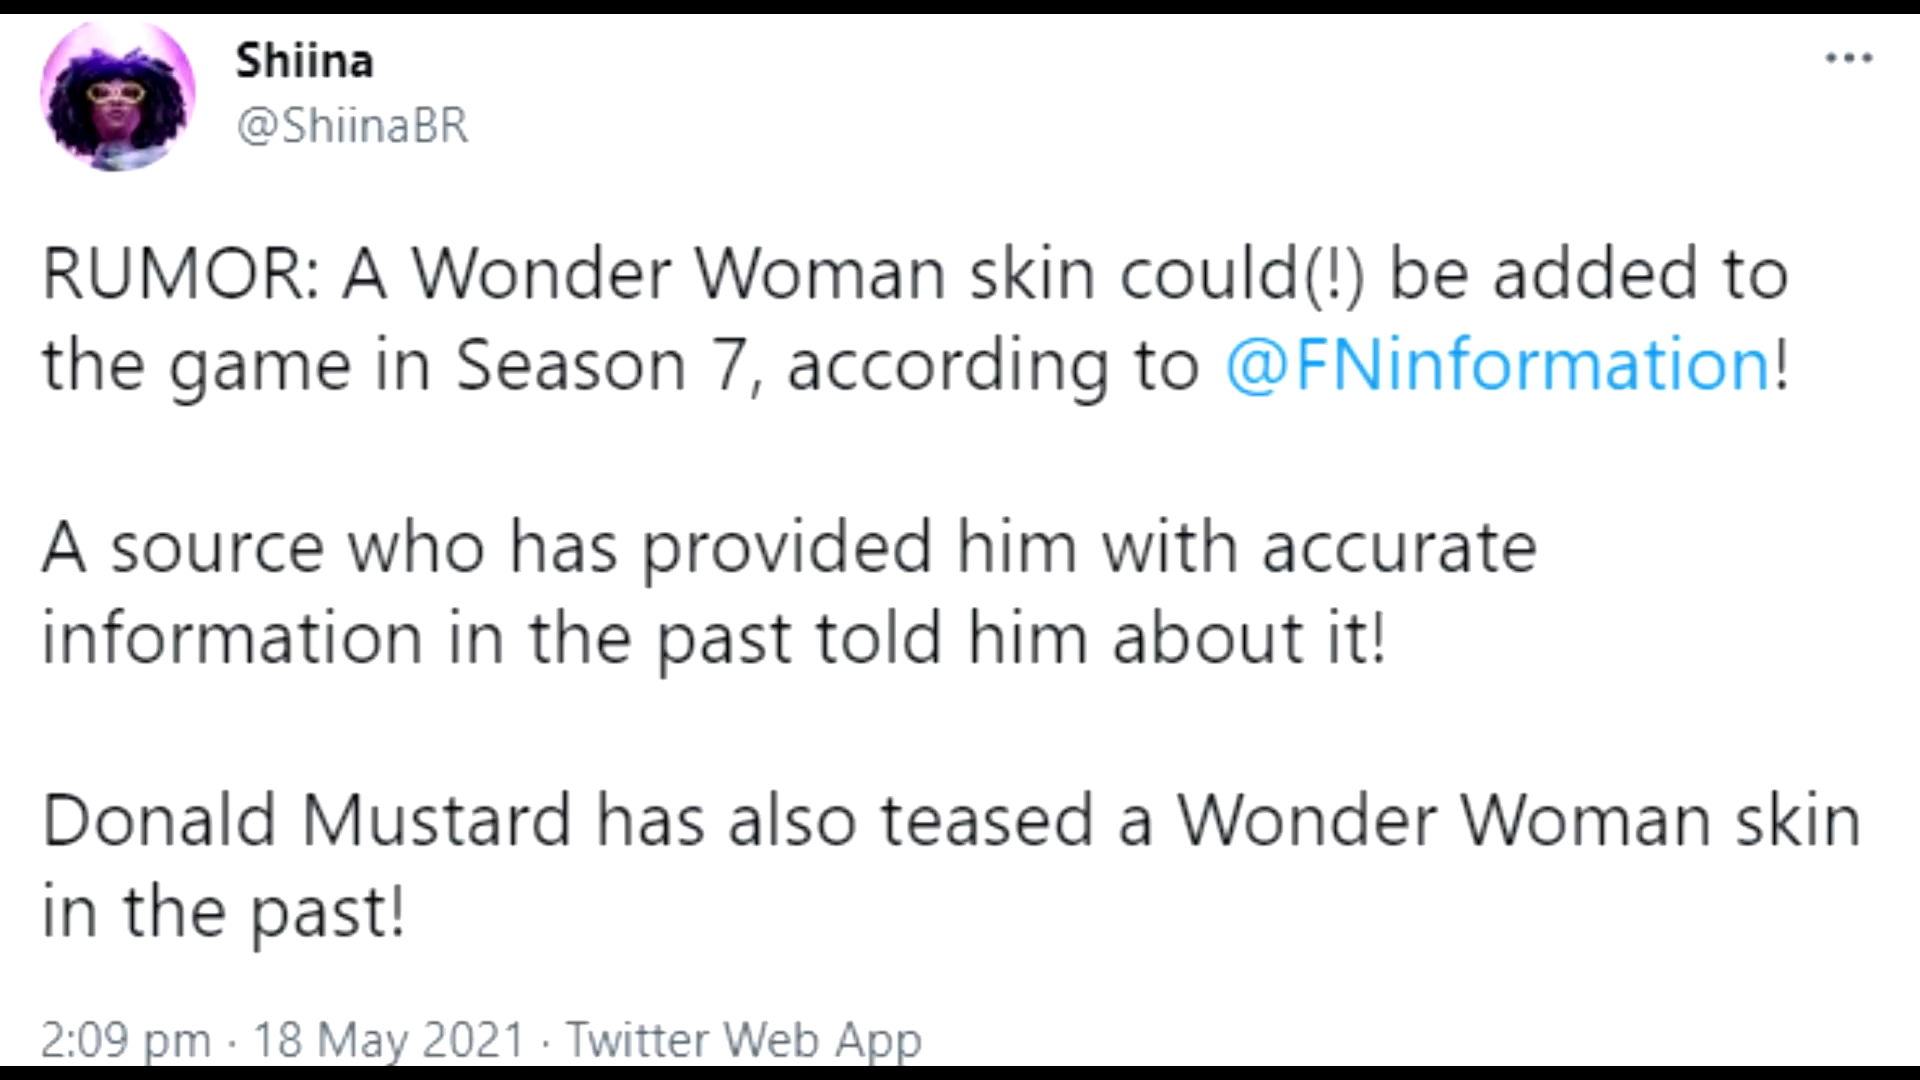 Shiina
@ShiinaBR
RUMOR: A Wonder Woman skin could(!) be added to
the game in Season 7, according to @FNinformation!
A source who has provided him with accurate
information in the past told him about it!
Donald Mustard has also teased a Wonder Woman skin
in the past!
2:09 pm · 18 May 2021 · Twitter Web App